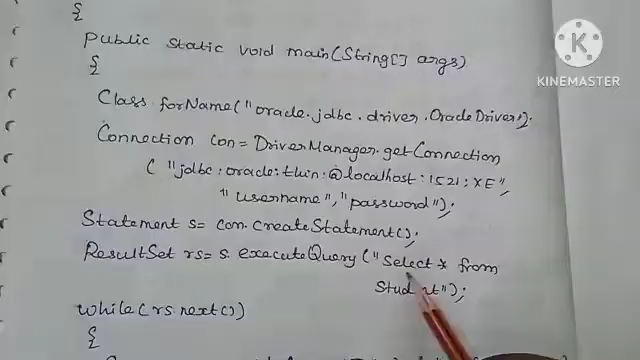 {
public static void main(String[] args)
{
Class forName("oracle.jdbc.driver.OracleDriver");
Connection con = DriverManager.getConnection
("jdbc:oracle:thin:@localhost:1521:XE",
"username","password");
Statement s= con.createStatement();
ResultSet rs= s.executeQuery("Select * from
");
while(rs.next())
{
K
KINEMASTER